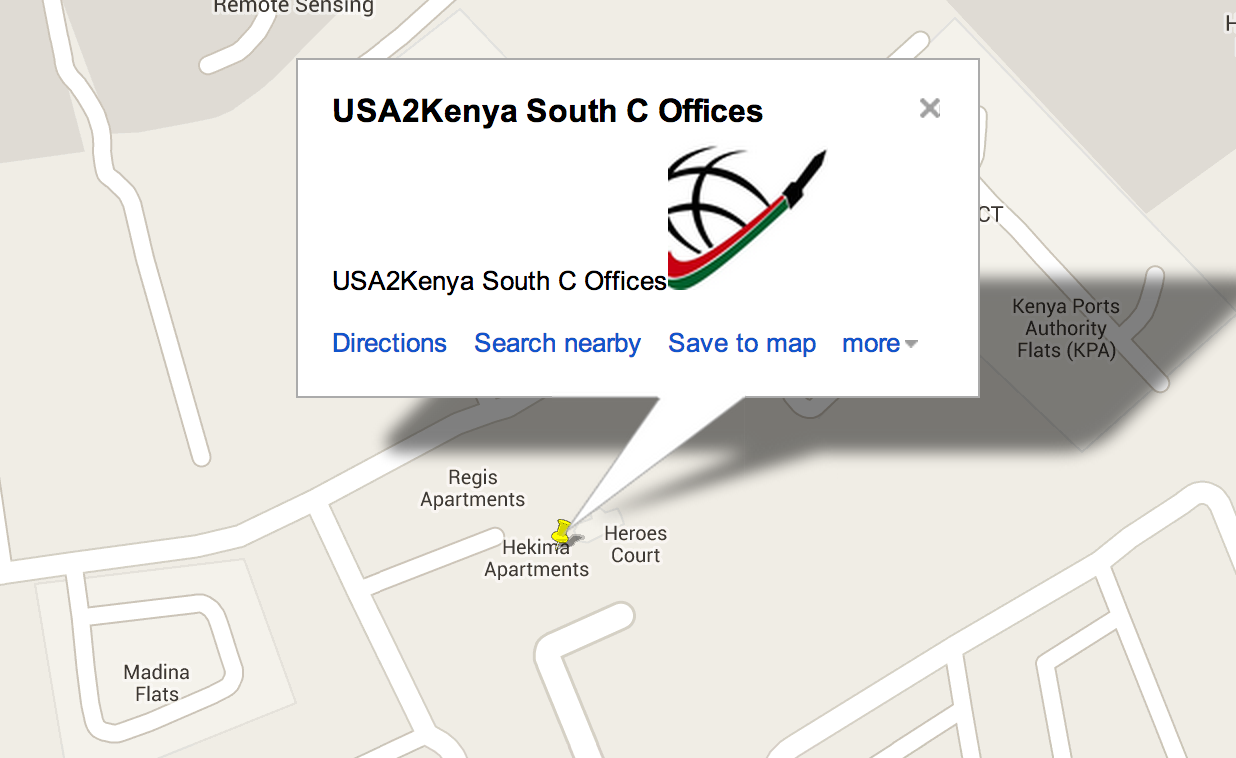 Remote Sensing
H
USA2Kenya South C Offices
CT
USA2Kenya South C Offices
Directions Search nearby Save to map more
Kenya Ports
Authority
Flats (KPA)
Regis
Apartments
Hekima
Apartments
Heroes
Court
Madina
Flats